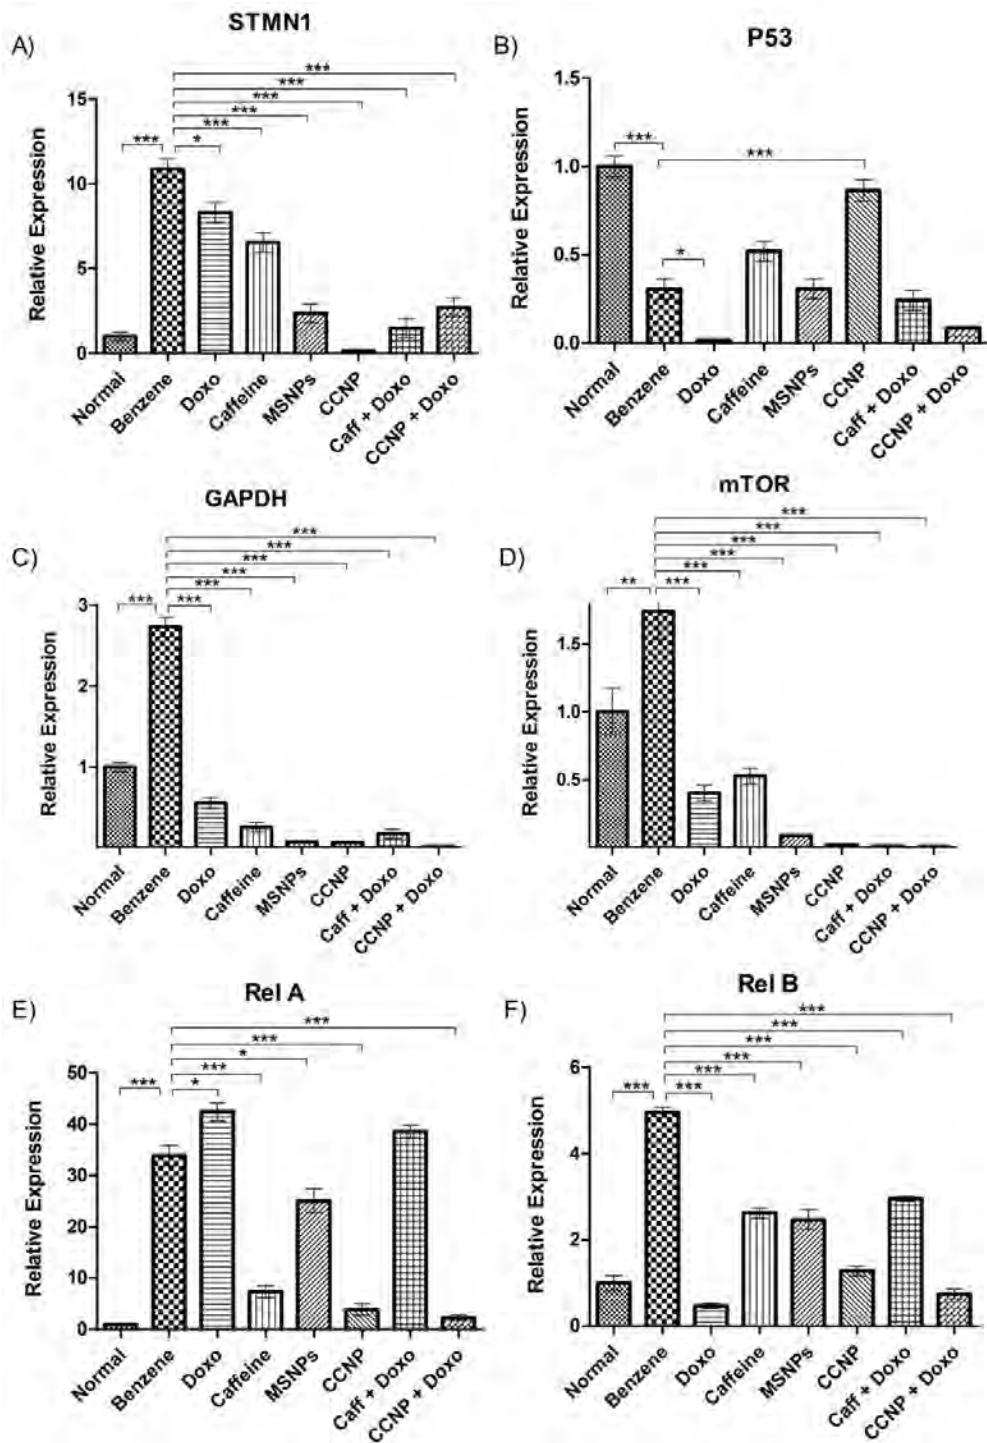 STMN1
A)
Relative Expression
15
10
5
0
***
*
***
***
***
***
***
Normal
Benzene
Doxo
Caffeine
MSNPs
CCNP
Caff + Doxo
CCNP + Doxo
P53
B)
Relative Expression
1.5
1.0
0.5
0.0
***
***
*
Normal
Benzene
Doxo
Caffeine
MSNPs
CCNP
Caff + Doxo
CCNP + Doxo
GAPDH
C)
Relative Expression
3
2
1
***
***
***
***
***
***
***
Normal
Benzene
Doxo
Caffeine
MSNPs
CCNP
Caff + Doxo
CCNP + Doxo
mTOR
D)
Relative Expression
1.5
1.0
0.5
**
***
***
***
***
***
***
Normal
Benzene
Doxo
Caffeine
MSNPs
CCNP
Caff + Doxo
CCNP + Doxo
Rel A
E)
Relative Expression
50
40
30
20
10
0
***
*
***
*
***
***
Normal
Benzene
Doxo
Caffeine
MSNPs
CCNP
Caff + Doxo
CCNP + Doxo
Rel B
F)
Relative Expression
6
4
2
0
***
***
***
***
***
***
***
Normal
Benzene
Doxo
Caffeine
MSNPs
CCNP
Caff + Doxo
CCNP + Doxo